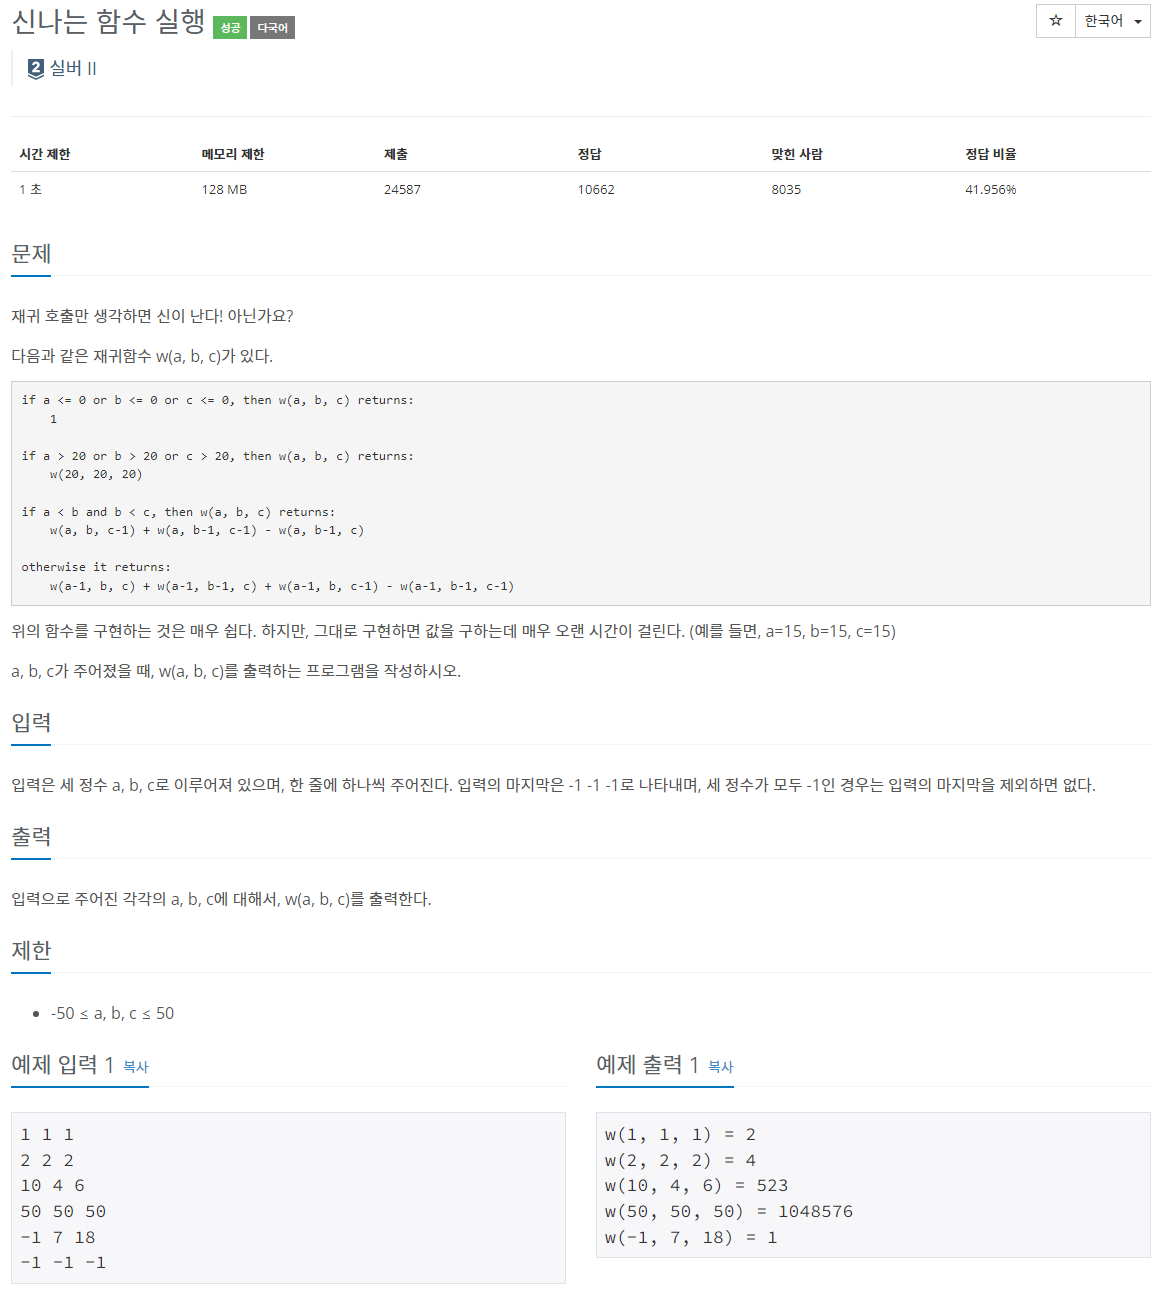 신나는 함수 실행 성공 다국어
☆ 한국어
2 실버 II
시간 제한 메모리 제한 제출 정답 맞힌 사람 정답 비율
1 초 128 MB 24587 10662 8035 41.956%
문제
재귀 호출만 생각하면 신이 난다! 아닌가요?
다음과 같은 재귀함수 w(a, b, c)가 있다.
if a <= 0 or b <= 0 or c <= 0, then w(a, b, c) returns:
    1
if a > 20 or b > 20 or c > 20, then w(a, b, c) returns:
    w(20, 20, 20)
if a < b and b < c, then w(a, b, c) returns:
    w(a, b, c-1) + w(a, b-1, c-1) - w(a, b-1, c)
otherwise it returns:
    w(a-1, b, c) + w(a-1, b-1, c) + w(a-1, b, c-1) - w(a-1, b-1, c-1)
위의 함수를 구현하는 것은 매우 쉽다. 하지만, 그대로 구현하면 값을 구하는데 매우 오랜 시간이 걸린다. (예를 들면, a=15, b=15, c=15)
a, b, c가 주어졌을 때, w(a, b, c)를 출력하는 프로그램을 작성하시오.
입력
입력은 세 정수 a, b, c로 이루어져 있으며, 한 줄에 하나씩 주어진다. 입력의 마지막은 -1 -1 -1로 나타내며, 세 정수가 모두 -1인 경우는 입력의 마지막을 제외하면 없다.
출력
입력으로 주어진 각각의 a, b, c에 대해서, w(a, b, c)를 출력한다.
제한
• -50 ≤ a, b, c ≤ 50
예제 입력 1 복사
1 1 1
2 2 2
10 4 6
50 50 50
-1 7 18
-1 -1 -1
예제 출력 1 복사
w(1, 1, 1) = 2
w(2, 2, 2) = 4
w(10, 4, 6) = 523
w(50, 50, 50) = 1048576
w(-1, 7, 18) = 1